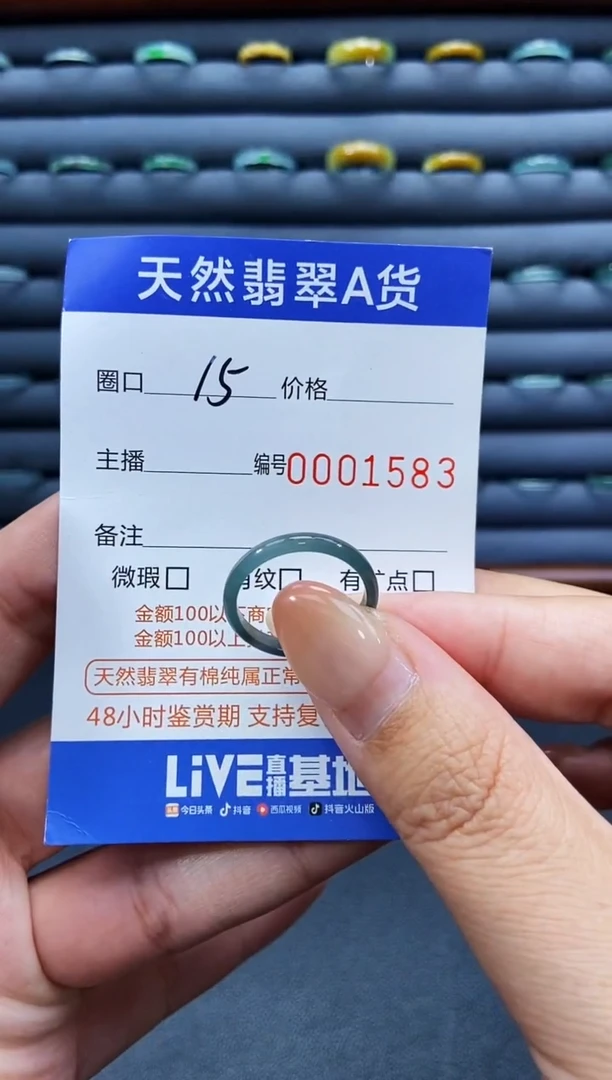 天然翡翠A货
圈口 15 价格
主播 编号0001583
备注
微瑕 纹 有 点
金额100以 商
金额100以上
天然翡翠有棉纯属正常
48小时鉴赏期 支持复
LiVE直播基地
今日头条 抖音 西瓜视频 抖音火山版